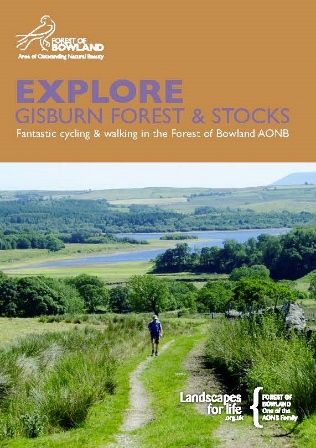 FOREST OF
BOWLAND
Area of Outstanding Natural Beauty
EXPLORE
GISBURN FOREST & STOCKS
Fantastic cycling & walking in the Forest of Bowland AONB
Landscapes
for life
.org.uk
FOREST OF
BOWLAND
One of the
AONB Family